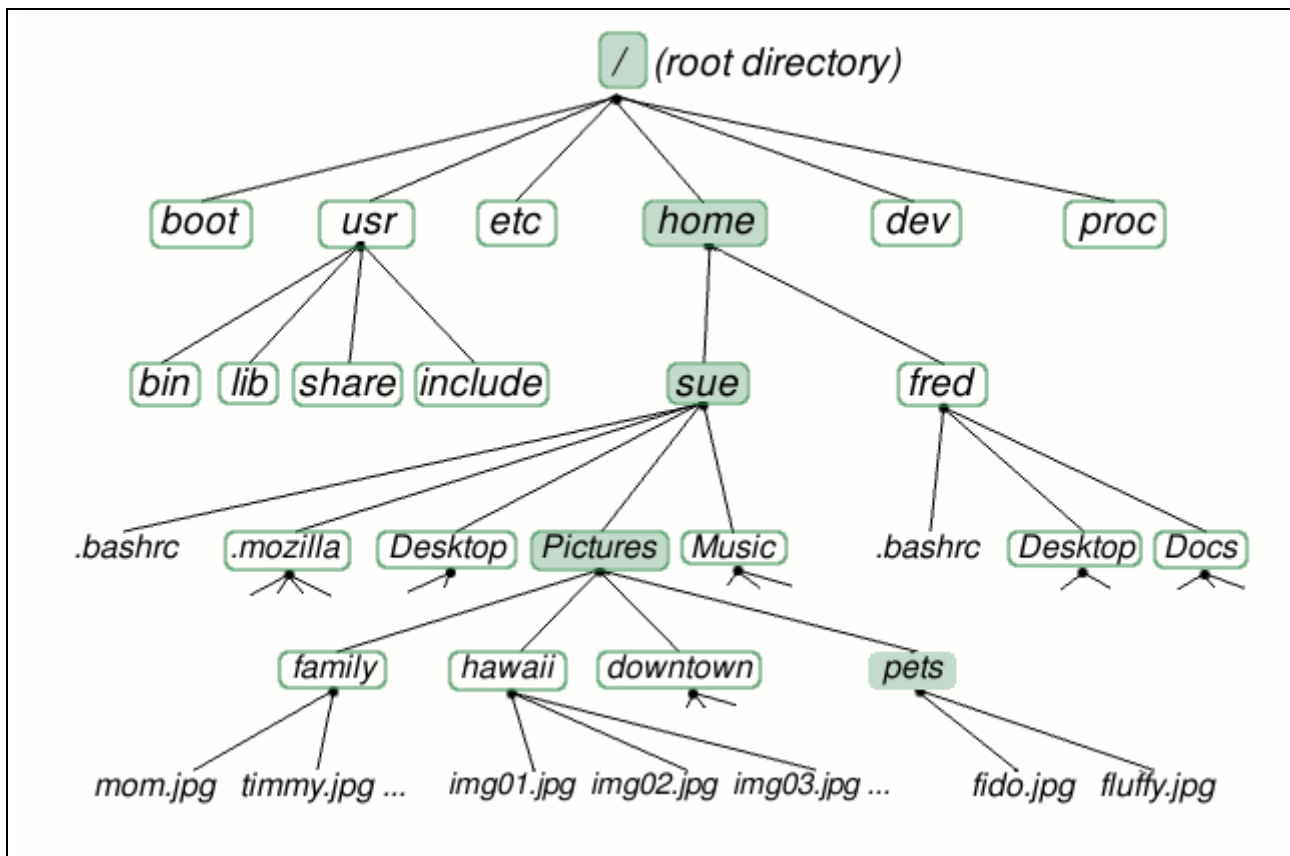 / (root directory)
boot usr etc home dev proc
bin lib share include sue fred
.bashrc .mozilla Desktop Pictures Music .bashrc Desktop Docs
family hawaii downtown pets
mom.jpg timmy.jpg ... img01.jpg img02.jpg img03.jpg ... fido.jpg fluffy.jpg